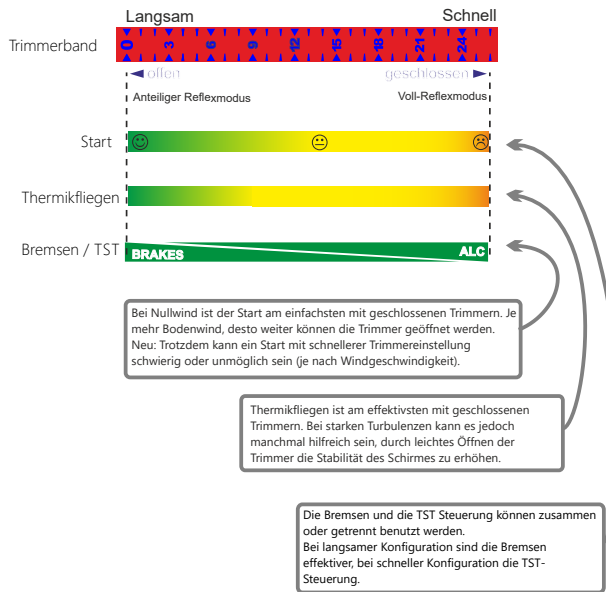 Langsam Schnell
Trimmerband
0 3 6 9 12 15 18 21 24
offen geschlossen
Anteiliger Reflexmodus Voll-Reflexmodus
Start
Thermikfliegen
Bremsen / TST BRAKES ALC
Bei Nullwind ist der Start am einfachsten mit geschlossenen Trimmern. Je
mehr Bodenwind, desto weiter können die Trimmer geöffnet werden.
Neu: Trotzdem kann ein Start mit schnellerer Trimmereinstellung
schwierig oder unmöglich sein (je nach Windgeschwindigkeit).
Thermikfliegen ist am effektivsten mit geschlossenen
Trimmern. Bei starken Turbulenzen kann es jedoch
manchmal hilfreich sein, durch leichtes Öffnen der
Trimmer die Stabilität des Schirmes zu erhöhen.
Die Bremsen und die TST Steuerung können zusammen
oder getrennt benutzt werden.
Bei langsamer Konfiguration sind die Bremsen
effektiver, bei schneller Konfiguration die TST-
Steuerung.